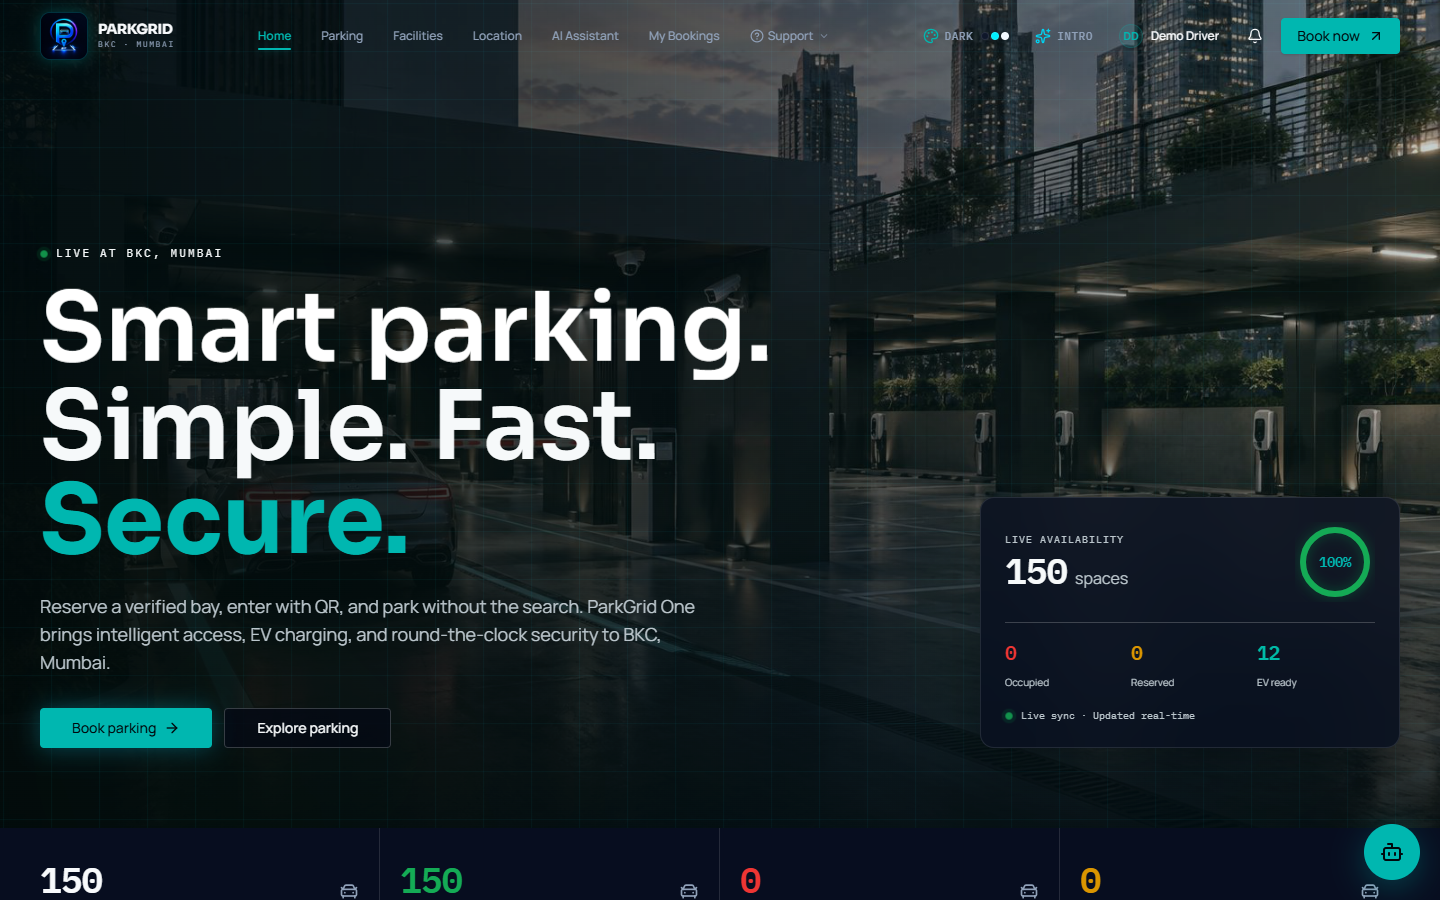 PARKGRID
BKC · MUMBAI
Home
Parking
Facilities
Location
AI Assistant
My Bookings
Support
DARK
INTRO
DD
Demo Driver
Book now
LIVE AT BKC, MUMBAI
Smart parking.
Simple. Fast.
Secure.
Reserve a verified bay, enter with QR, and park without the search. ParkGrid One
brings intelligent access, EV charging, and round-the-clock security to BKC,
Mumbai.
Book parking
Explore parking
LIVE AVAILABILITY
150 spaces
100%
0
Occupied
0
Reserved
12
EV ready
Live sync · Updated real-time
150
150
0
0